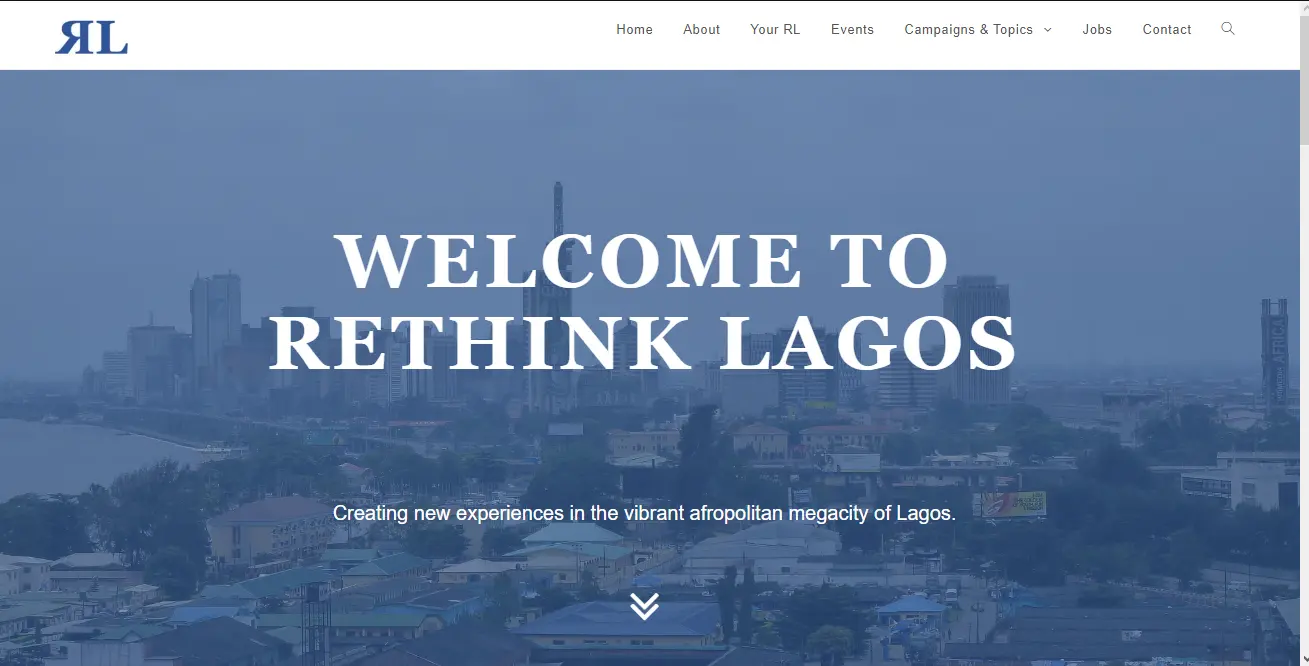 ЯL
Home About Your RL Events Campaigns & Topics Jobs Contact
WELCOME TO
RETHINK LAGOS
Creating new experiences in the vibrant afropolitan megacity of Lagos.